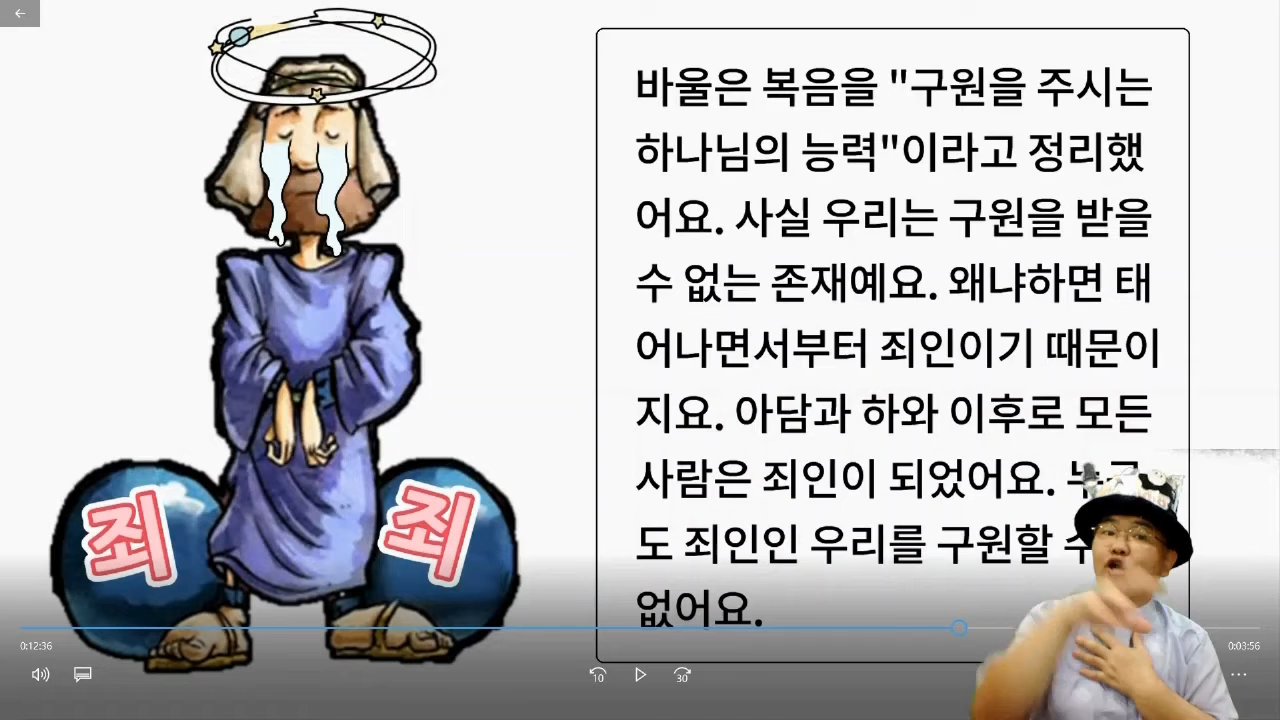 바울은 복음을 "구원을 주시는
하나님의 능력"이라고 정리했
어요. 사실 우리는 구원을 받을
수 없는 존재예요. 왜냐하면 태
어나면서부터 죄인이기 때문이
지요. 아담과 하와 이후로 모든
사람은 죄인이 되었어요.
도 죄인인 우리를 구원할 수
없어요.
죄
죄
0:12:36
0:03:56
10
30